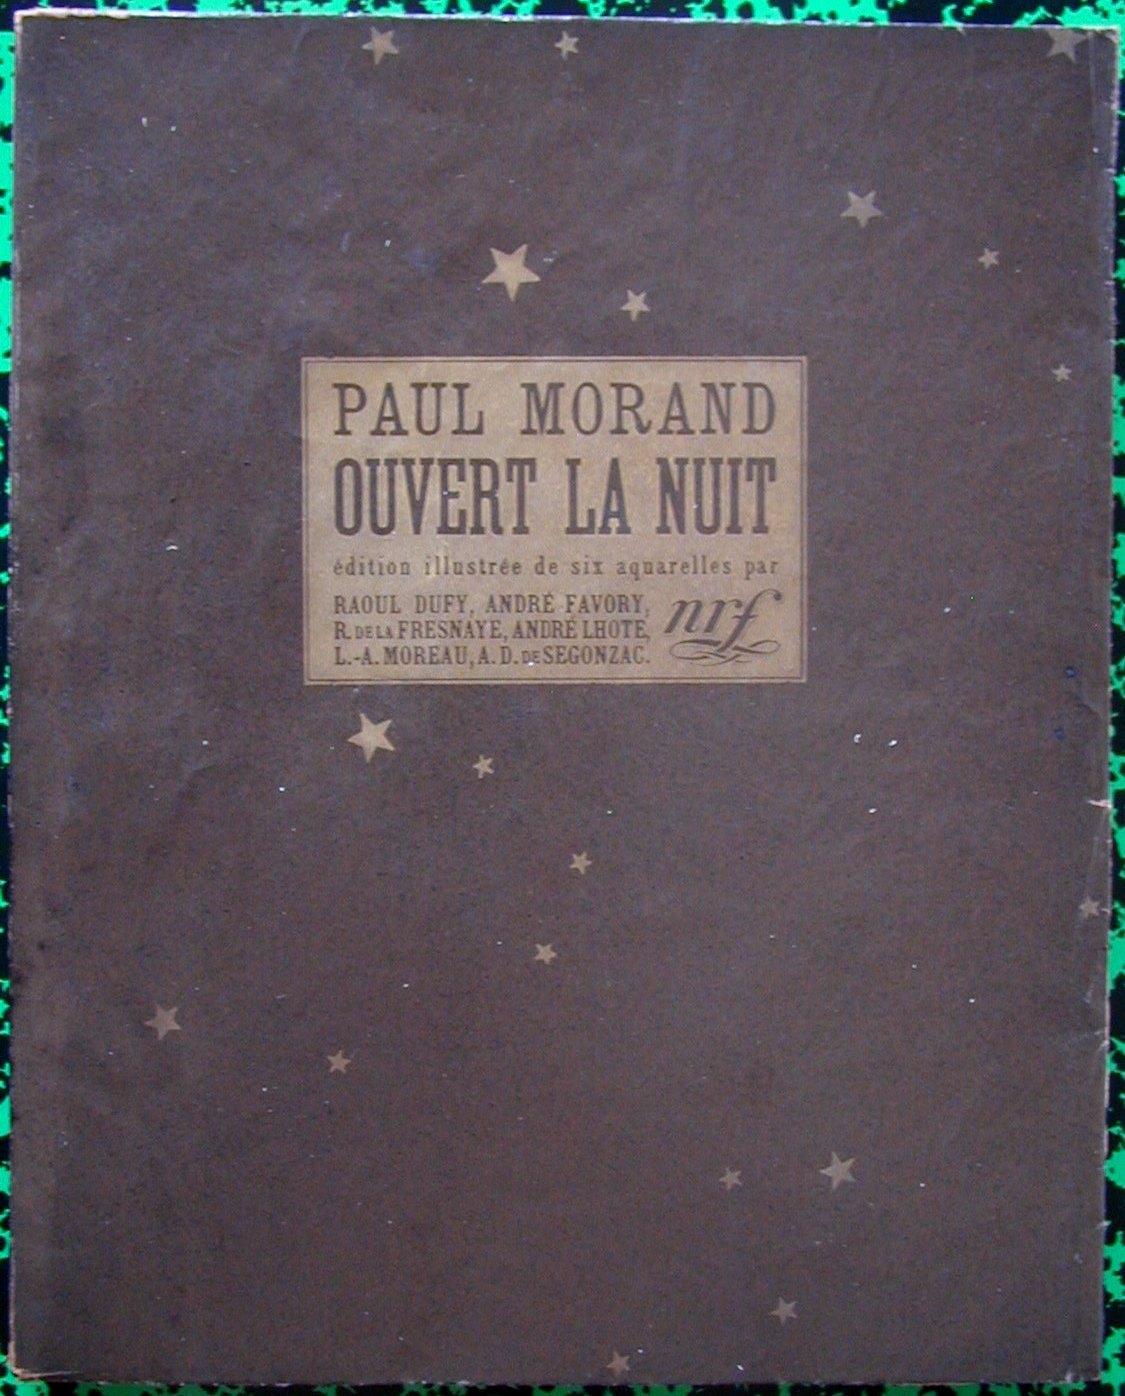 PAUL MORAND
OUVERT LA NUIT
édition illustrée de six aquarelles par
RAOUL DUFY, ANDRÉ FAVORY,
R. DE LA FRESNAYE, ANDRÉ LHOTE,
L.-A. MOREAU, A. D. DE SEGONZAC.
nrf